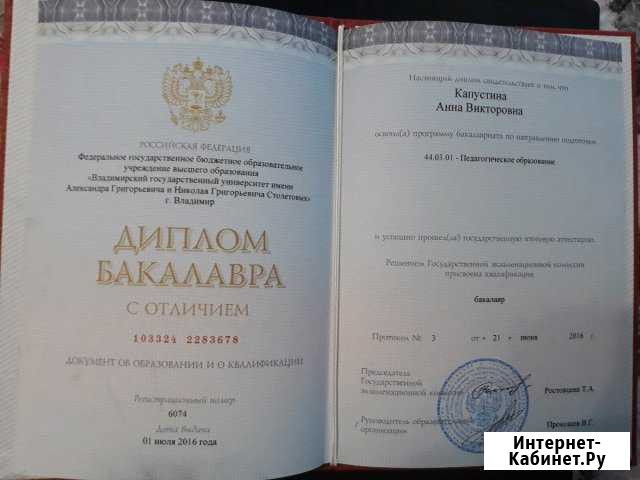 РОССИЙСКАЯ ФЕДЕРАЦИЯ
Федеральное государственное бюджетное образовательное
учреждение высшего образования
«Владимирский государственный университет имени
Александра Григорьевича и Николая Григорьевича Столетовых»
г. Владимир
ДИПЛОМ
БАКАЛАВРА
С ОТЛИЧИЕМ
103324 2283678
ДОКУМЕНТ ОБ ОБРАЗОВАНИИ И О КВАЛИФИКАЦИИ
Регистрационный номер
6074
Дата выдачи
01 июля 2016 года
Настоящий диплом свидетельствует о том, что
Капустина
Анна Викторовна
освоил(а) программу бакалавриата по направлению подготовки
44.03.01 - Педагогическое образование
и успешно прошел(ла) государственную итоговую аттестацию.
Решением Государственной экзаменационной комиссии
присвоена квалификация
бакалавр
Протокол № 3 от « 21 » июня 2016 г.
Председатель
Государственной
экзаменационной комиссии
Ростовцева Т.А.
Руководитель образовательной
организации
Прокошев В.Г.
Интернет-
Кабинет.Ру